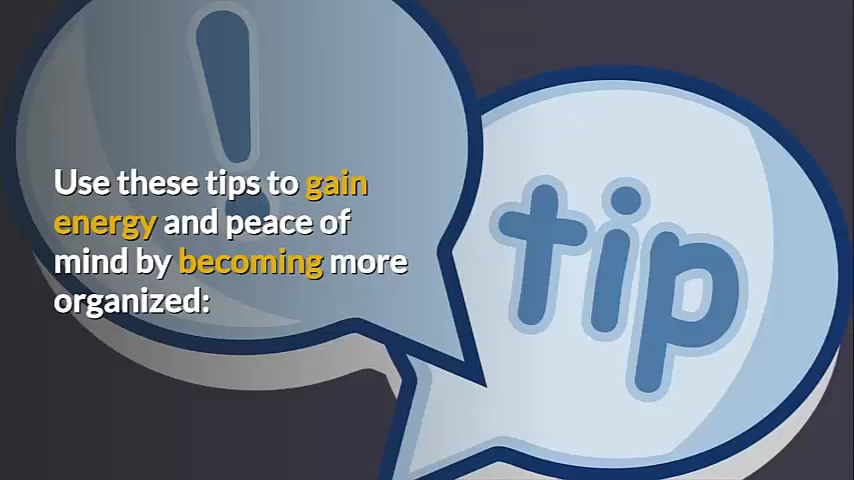 !
Use these tips to gain
energy and peace of
mind by becoming more
organized:
tip